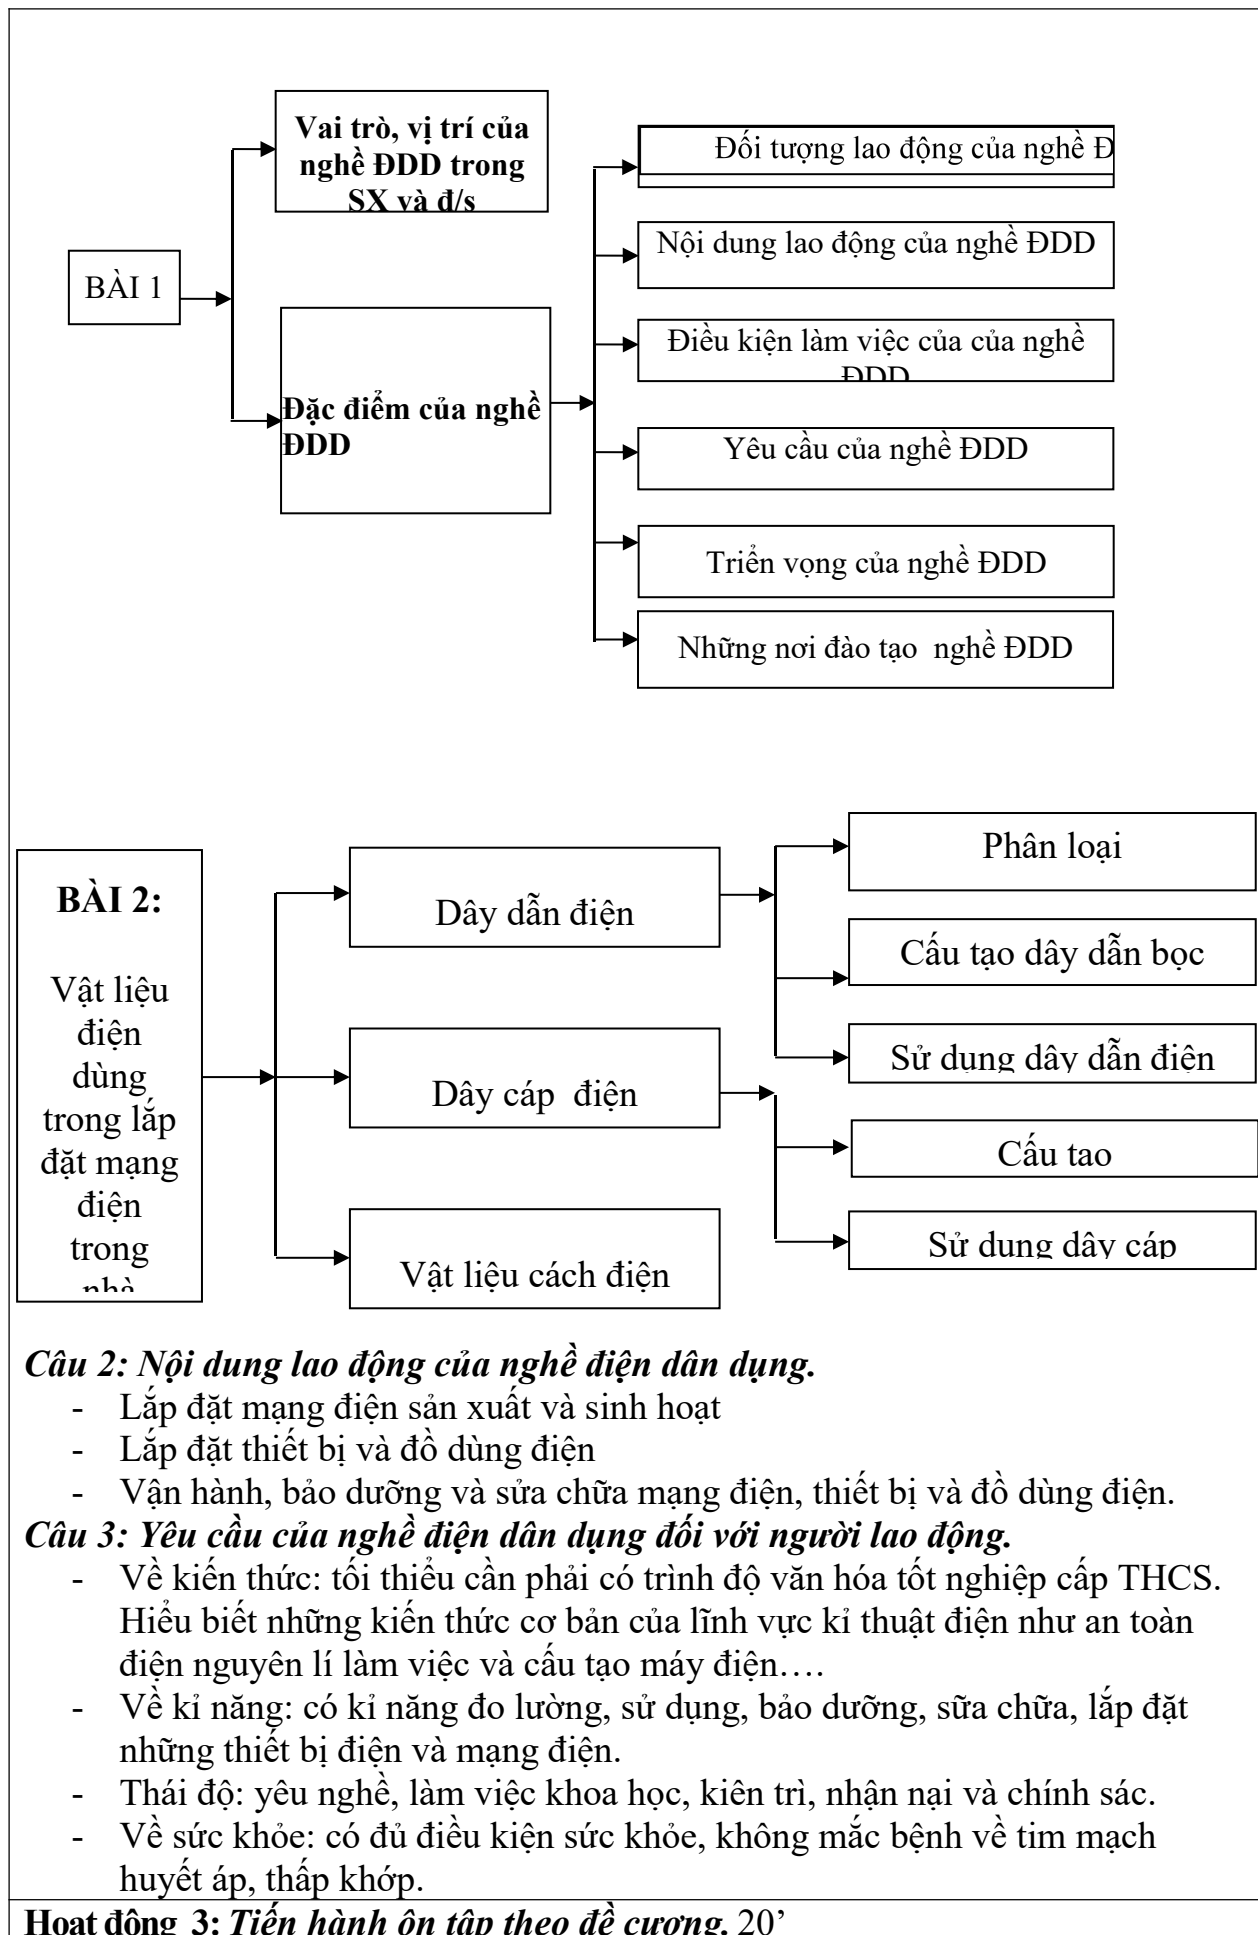 Vai trò, vị trí của
nghề ĐDD trong
SX và đ/s
BÀI 1
Đặc điểm của nghề
ĐDD
Đối tượng lao động của nghề Đ
Nội dung lao động của nghề ĐDD
Điều kiện làm việc của của nghề
ĐDD
Yêu cầu của nghề ĐDD
Triển vọng của nghề ĐDD
Những nơi đào tạo nghề ĐDD
BÀI 2:
Vật liệu
điện
dùng
trong lắp
đặt mạng
điện
trong
nhà
Dây dẫn điện
Dây cáp điện
Vật liệu cách điện
Phân loại
Cấu tạo dây dẫn bọc
Sử dụng dây dẫn điện
Cấu tao
Sử dụng dây cáp
Câu 2: Nội dung lao động của nghề điện dân dụng.
- Lắp đặt mạng điện sản xuất và sinh hoạt
- Lắp đặt thiết bị và đồ dùng điện
- Vận hành, bảo dưỡng và sửa chữa mạng điện, thiết bị và đồ dùng điện.
Câu 3: Yêu cầu của nghề điện dân dụng đối với người lao động.
- Về kiến thức: tối thiểu cần phải có trình độ văn hóa tốt nghiệp cấp THCS.
Hiểu biết những kiến thức cơ bản của lĩnh vực kỉ thuật điện như an toàn
điện nguyên lí làm việc và cấu tạo máy điện….
- Về kỉ năng: có kỉ năng đo lường, sử dụng, bảo dưỡng, sữa chữa, lắp đặt
những thiết bị điện và mạng điện.
- Thái độ: yêu nghề, làm việc khoa học, kiên trì, nhận nại và chính sác.
- Về sức khỏe: có đủ điều kiện sức khỏe, không mắc bệnh về tim mạch
huyết áp, thấp khớp.
Hoạt động 3: Tiến hành ôn tập theo đề cương. 20’